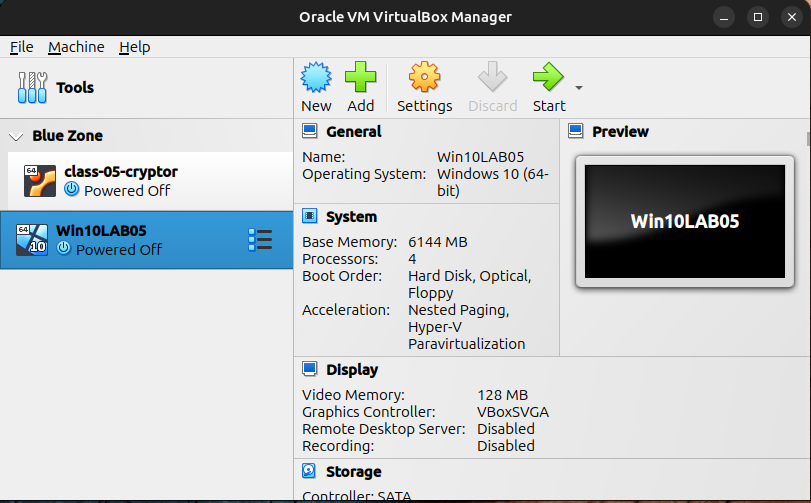 Oracle VM VirtualBox Manager
File Machine Help
Tools
New Add Settings Discard Start
Blue Zone
64
class-05-cryptor
Powered Off
64
10
Win10LAB05
Powered Off
General
Name: Win10LAB05
Operating System: Windows 10 (64-
bit)
System
Base Memory: 6144 MB
Processors: 4
Boot Order: Hard Disk, Optical,
Floppy
Acceleration: Nested Paging,
Hyper-V
Paravirtualization
Preview
Win10LAB05
Display
Video Memory: 128 MB
Graphics Controller: VBoxSVGA
Remote Desktop Server: Disabled
Recording: Disabled
Storage
Controller: SATA